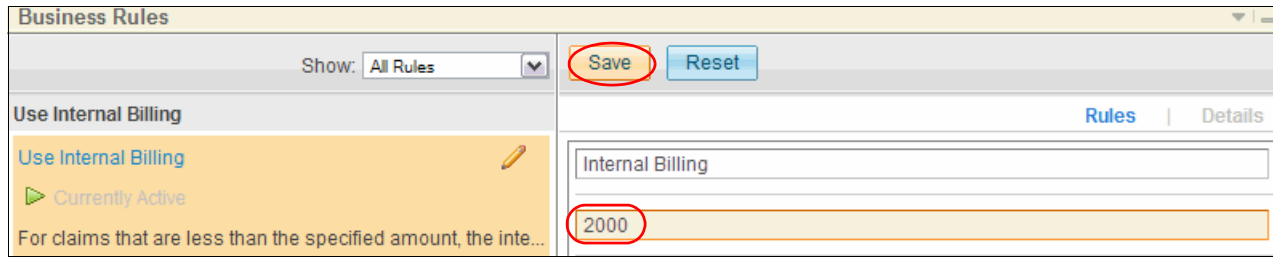 Business Rules
Show: All Rules
Save Reset
Use Internal Billing
Rules | Details
Use Internal Billing
Internal Billing
Currently Active
2000
For claims that are less than the specified amount, the inte...